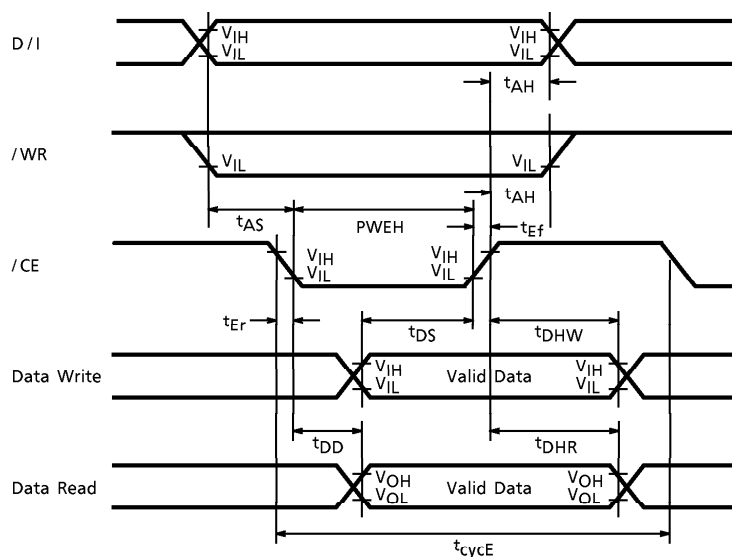 D/I
VIH
VIL
VIH
VIL
tAH
/WR
VIL
VIL
tAH
tAS
PWEH
tEf
/CE
VIH
VIL
VIH
VIL
tEr
tDS
tDHW
Data Write
VIH
VIL
Valid Data
VIH
VIL
tDD
tDHR
Data Read
VOH
VOL
Valid Data
VOH
VOL
tcycE